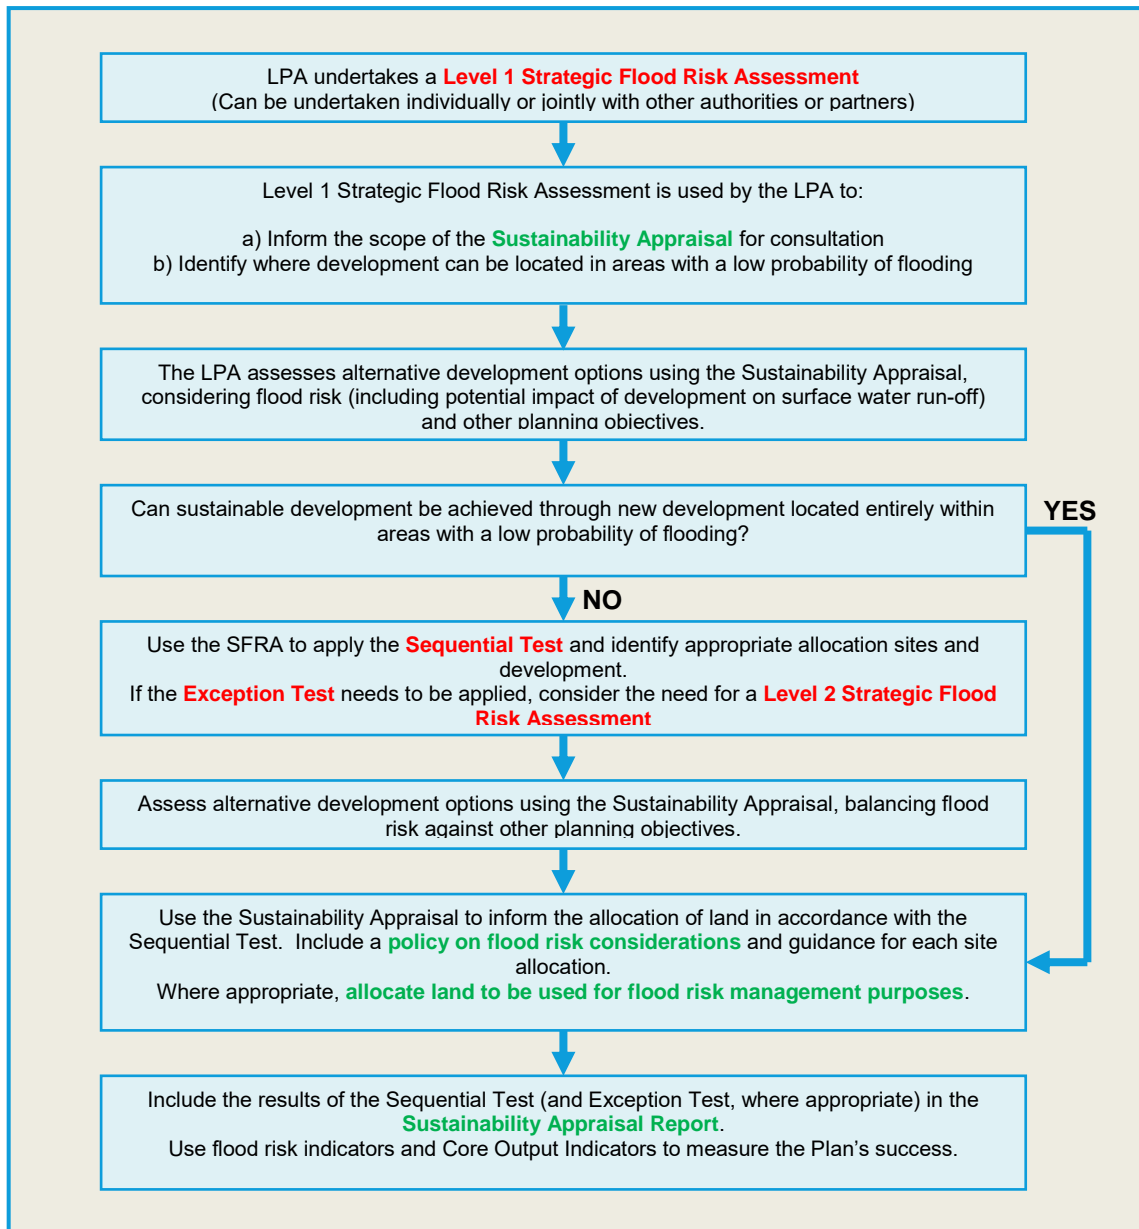 LPA undertakes a Level 1 Strategic Flood Risk Assessment
(Can be undertaken individually or jointly with other authorities or partners)
Level 1 Strategic Flood Risk Assessment is used by the LPA to:
a) Inform the scope of the Sustainability Appraisal for consultation
b) Identify where development can be located in areas with a low probability of flooding
The LPA assesses alternative development options using the Sustainability Appraisal,
considering flood risk (including potential impact of development on surface water run-off)
and other planning objectives.
Can sustainable development be achieved through new development located entirely within
areas with a low probability of flooding?
YES
NO
Use the SFRA to apply the Sequential Test and identify appropriate allocation sites and
development.
If the Exception Test needs to be applied, consider the need for a Level 2 Strategic Flood
Risk Assessment
Assess alternative development options using the Sustainability Appraisal, balancing flood
risk against other planning objectives.
Use the Sustainability Appraisal to inform the allocation of land in accordance with the
Sequential Test.  Include a policy on flood risk considerations and guidance for each site
allocation.
Where appropriate, allocate land to be used for flood risk management purposes.
Include the results of the Sequential Test (and Exception Test, where appropriate) in the
Sustainability Appraisal Report.
Use flood risk indicators and Core Output Indicators to measure the Plan’s success.